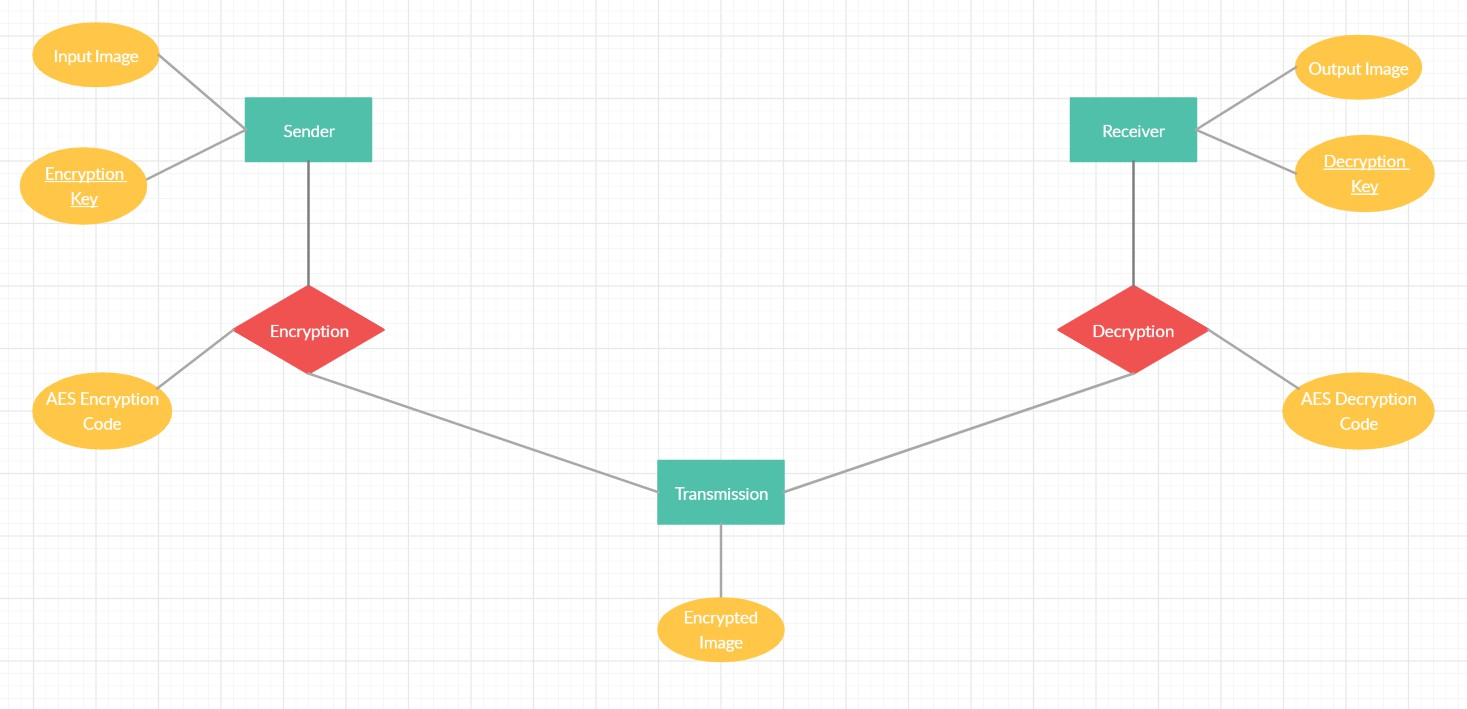 Input Image
Output Image
Sender
Receiver
Encryption
Key
Decryption
Key
Encryption
Decryption
AES Encryption
Code
AES Decryption
Code
Transmission
Encrypted
Image